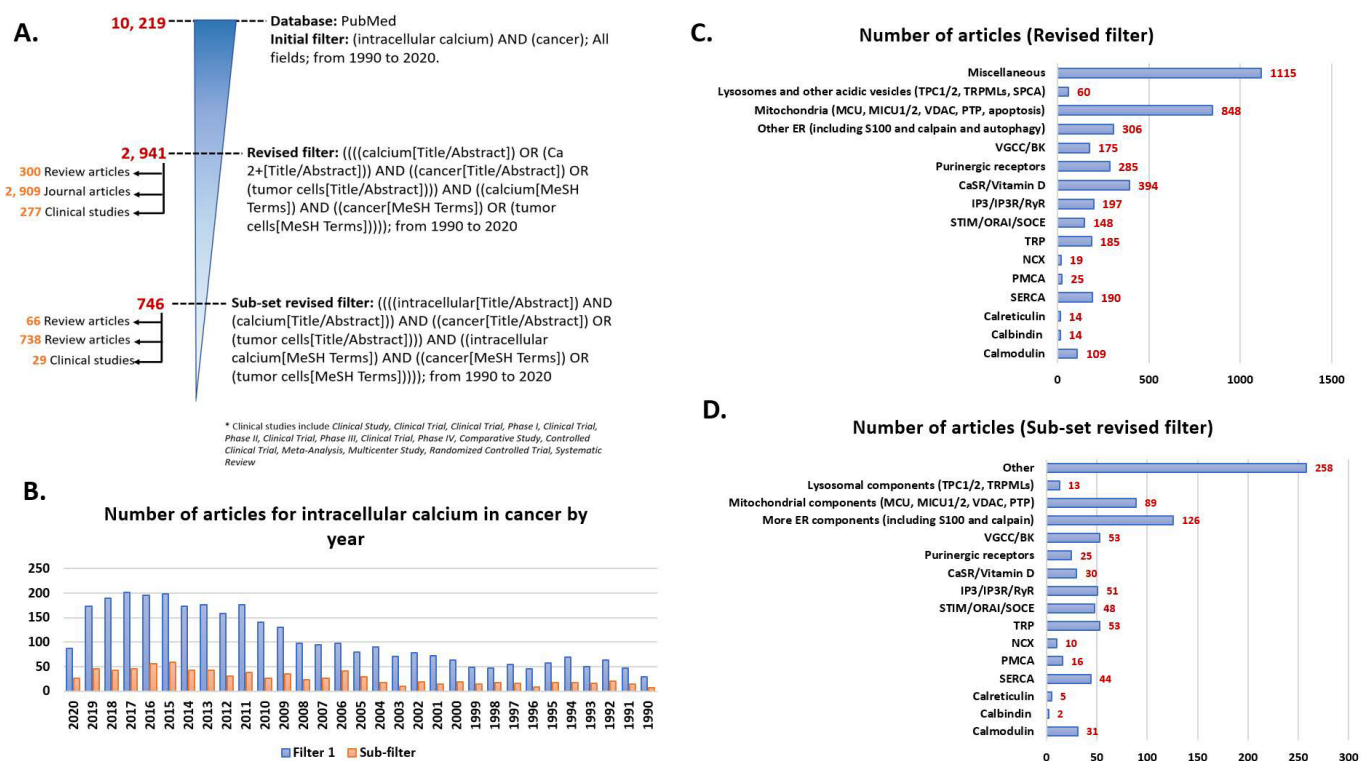 A.
10, 219
Database: PubMed
Initial filter: (intracellular calcium) AND (cancer); All
fields; from 1990 to 2020.
2, 941
300 Review articles
2, 909 Journal articles
277 Clinical studies
Revised filter: ((((calcium[Title/Abstract]) OR (Ca
2+[Title/Abstract])) AND ((cancer[Title/Abstract]) OR
(tumor cells[Title/Abstract]))) AND ((calcium[MeSH
Terms]) AND ((cancer[MeSH Terms]) OR (tumor
cells[MeSH Terms])))); from 1990 to 2020
746
66 Review articles
738 Review articles
29 Clinical studies
Sub-set revised filter: ((((intracellular[Title/Abstract]) AND
(calcium[Title/Abstract])) AND ((cancer[Title/Abstract]) OR
(tumor cells[Title/Abstract]))) AND ((intracellular
calcium[MeSH Terms]) AND ((cancer[MeSH Terms]) OR
(tumor cells[MeSH Terms])))); from 1990 to 2020
* Clinical studies include Clinical Study, Clinical Trial, Clinical Trial, Phase I, Clinical Trial,
Phase II, Clinical Trial, Phase III, Clinical Trial, Phase IV, Comparative Study, Controlled
Clinical Trial, Meta-Analysis, Multicenter Study, Randomized Controlled Trial, Systematic
Review
B.
Number of articles for intracellular calcium in cancer by
year
250
200
150
100
50
0
2020 2019 2018 2017 2016 2015 2014 2013 2012 2011 2010 2009 2008 2007 2006 2005 2004 2003 2002 2001 2000 1999 1998 1997 1996 1995 1994 1993 1992 1991 1990
Filter 1 Sub-filter
C.
Number of articles (Revised filter)
Miscellaneous 1115
Lysosomes and other acidic vesicles (TPC1/2, TRPMLs, SPCA) 60
Mitochondria (MCU, MICU1/2, VDAC, PTP, apoptosis) 848
Other ER (including S100 and calpain and autophagy) 306
VGCC/BK 175
Purinergic receptors 285
CaSR/Vitamin D 394
IP3/IP3R/RyR 197
STIM/ORAI/SOCE 148
TRP 185
NCX 19
PMCA 25
SERCA 190
Calreticulin 14
Calbindin 14
Calmodulin 109
0 500 1000 1500
D.
Number of articles (Sub-set revised filter)
Other 258
Lysosomal components (TPC1/2, TRPMLs) 13
Mitochondrial components (MCU, MICU1/2, VDAC, PTP) 89
More ER components (including S100 and calpain) 126
VGCC/BK 53
Purinergic receptors 25
CaSR/Vitamin D 30
IP3/IP3R/RyR 51
STIM/ORAI/SOCE 48
TRP 53
NCX 10
PMCA 16
SERCA 44
Calreticulin 5
Calbindin 2
Calmodulin 31
0 50 100 150 200 250 300